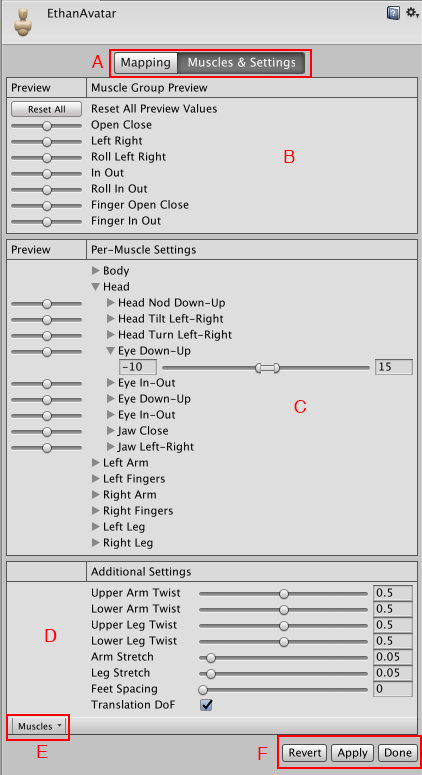 EthanAvatar
A Mapping Muscles & Settings
Preview Muscle Group Preview
Reset All Reset All Preview Values
Open Close
Left Right
Roll Left Right
B
In Out
Roll In Out
Finger Open Close
Finger In Out
Preview Per-Muscle Settings
Body
Head
Head Nod Down-Up
Head Tilt Left-Right
Head Turn Left-Right
Eye Down-Up
-10 15
Eye In-Out
Eye Down-Up
C
Eye In-Out
Jaw Close
Jaw Left-Right
Left Arm
Left Fingers
Right Arm
Right Fingers
Left Leg
Right Leg
Additional Settings
Upper Arm Twist 0.5
Lower Arm Twist 0.5
Upper Leg Twist 0.5
D
Lower Leg Twist 0.5
Arm Stretch 0.05
Leg Stretch 0.05
Feet Spacing 0
Translation DoF
Muscles
E
F Revert Apply Done